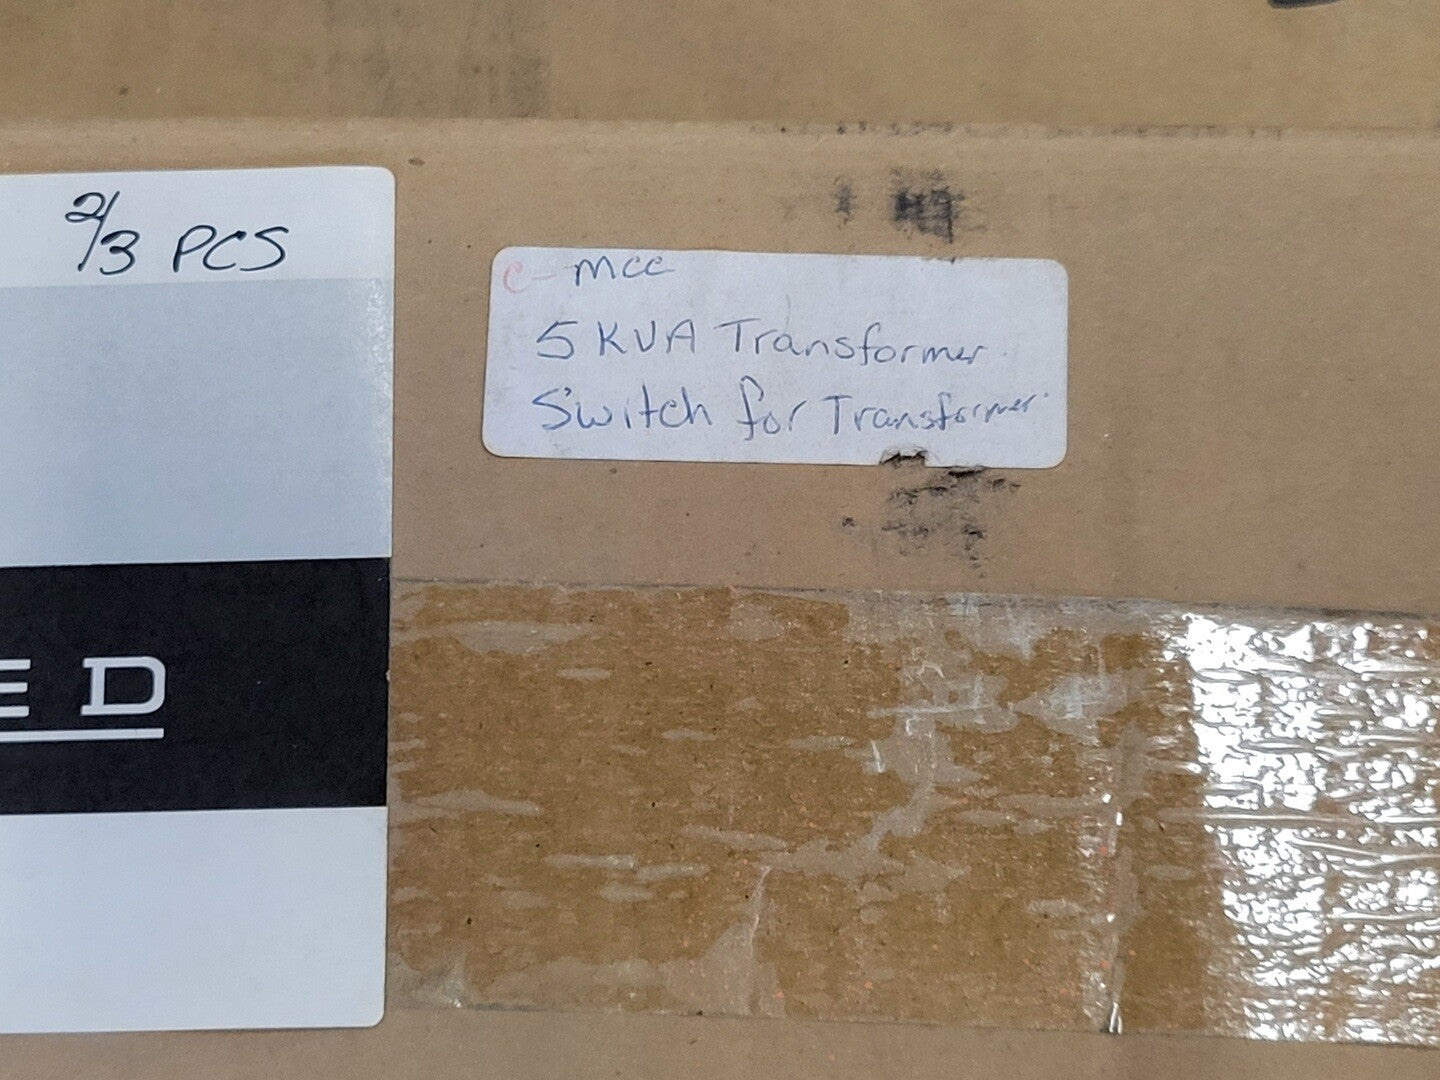 2/3 PCS
C- MCC
5 KVA Transformer
Switch for Transformer
ED